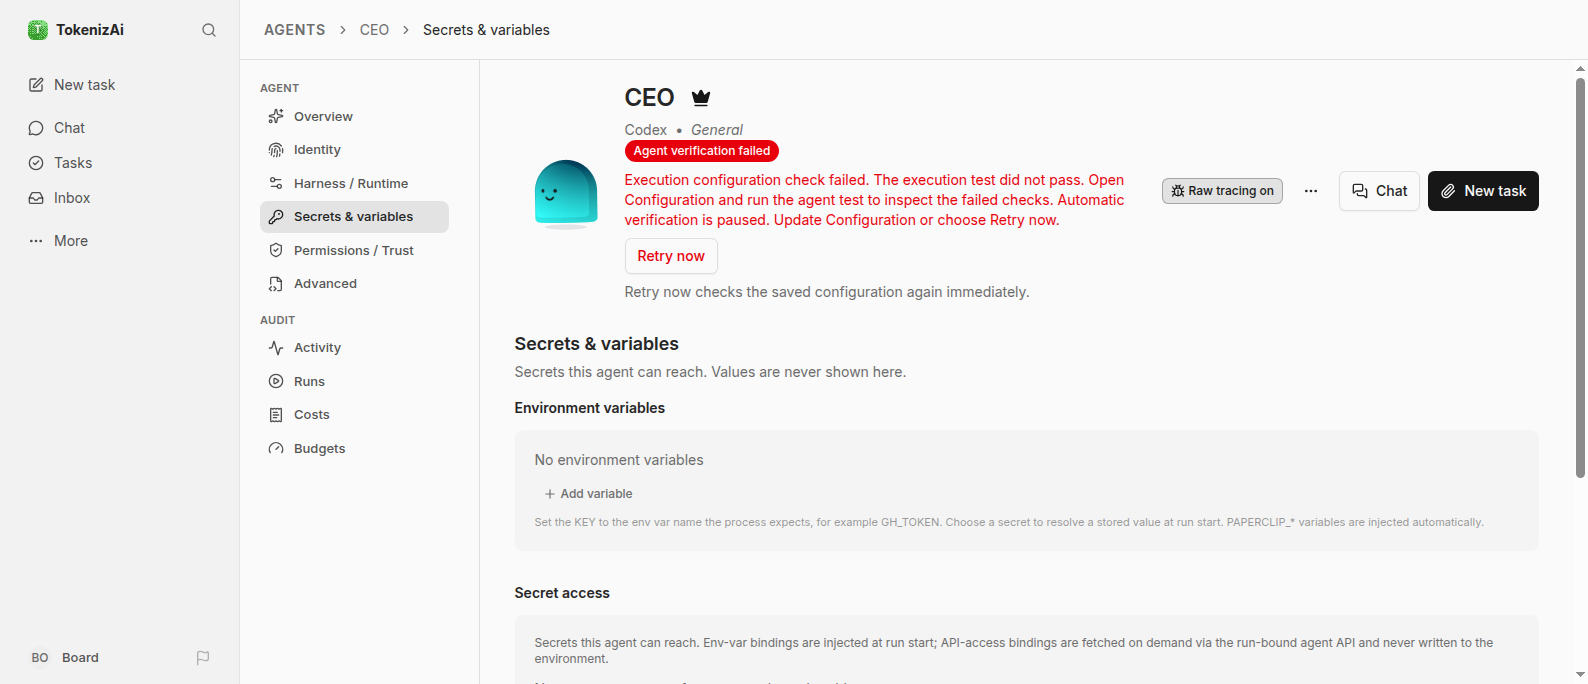 TokenizAi
New task
Chat
Tasks
Inbox
More
BO Board
AGENTS > CEO > Secrets & variables
AGENT
Overview
Identity
Harness / Runtime
Secrets & variables
Permissions / Trust
Advanced
AUDIT
Activity
Runs
Costs
Budgets
CEO
Codex • General
Agent verification failed
Execution configuration check failed. The execution test did not pass. Open
Configuration and run the agent test to inspect the failed checks. Automatic
verification is paused. Update Configuration or choose Retry now.
Retry now
Retry now checks the saved configuration again immediately.
Raw tracing on
Chat
New task
Secrets & variables
Secrets this agent can reach. Values are never shown here.
Environment variables
No environment variables
+ Add variable
Set the KEY to the env var name the process expects, for example GH_TOKEN. Choose a secret to resolve a stored value at run start. PAPERCLIP_* variables are injected automatically.
Secret access
Secrets this agent can reach. Env-var bindings are injected at run start; API-access bindings are fetched on demand via the run-bound agent API and never written to the
environment.